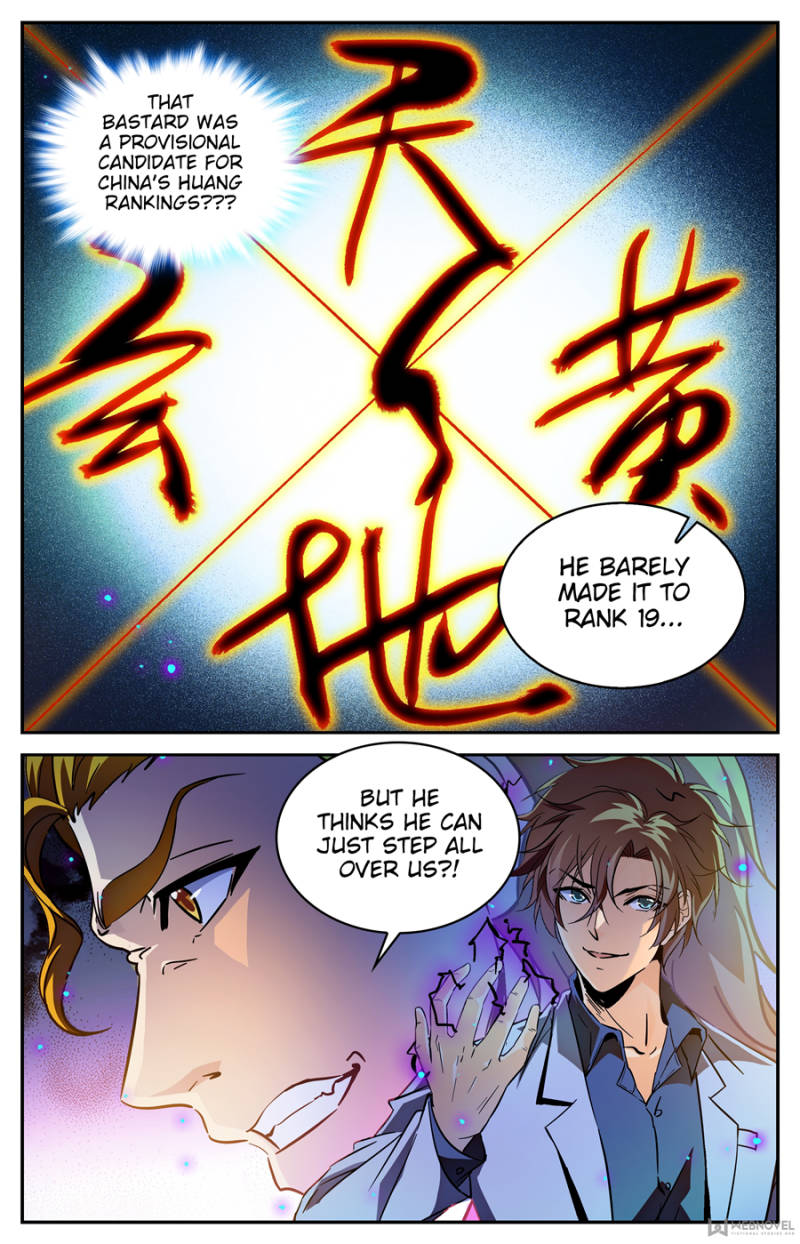 THAT
BASTARD WAS
A PROVISIONAL
CANDIDATE FOR
CHINA'S HUANG
RANKINGS???
天
玄
黄
地
HE BARELY
MADE IT TO
RANK 19...
BUT HE
THINKS HE CAN
JUST STEP ALL
OVER US?!
WEBNOVEL